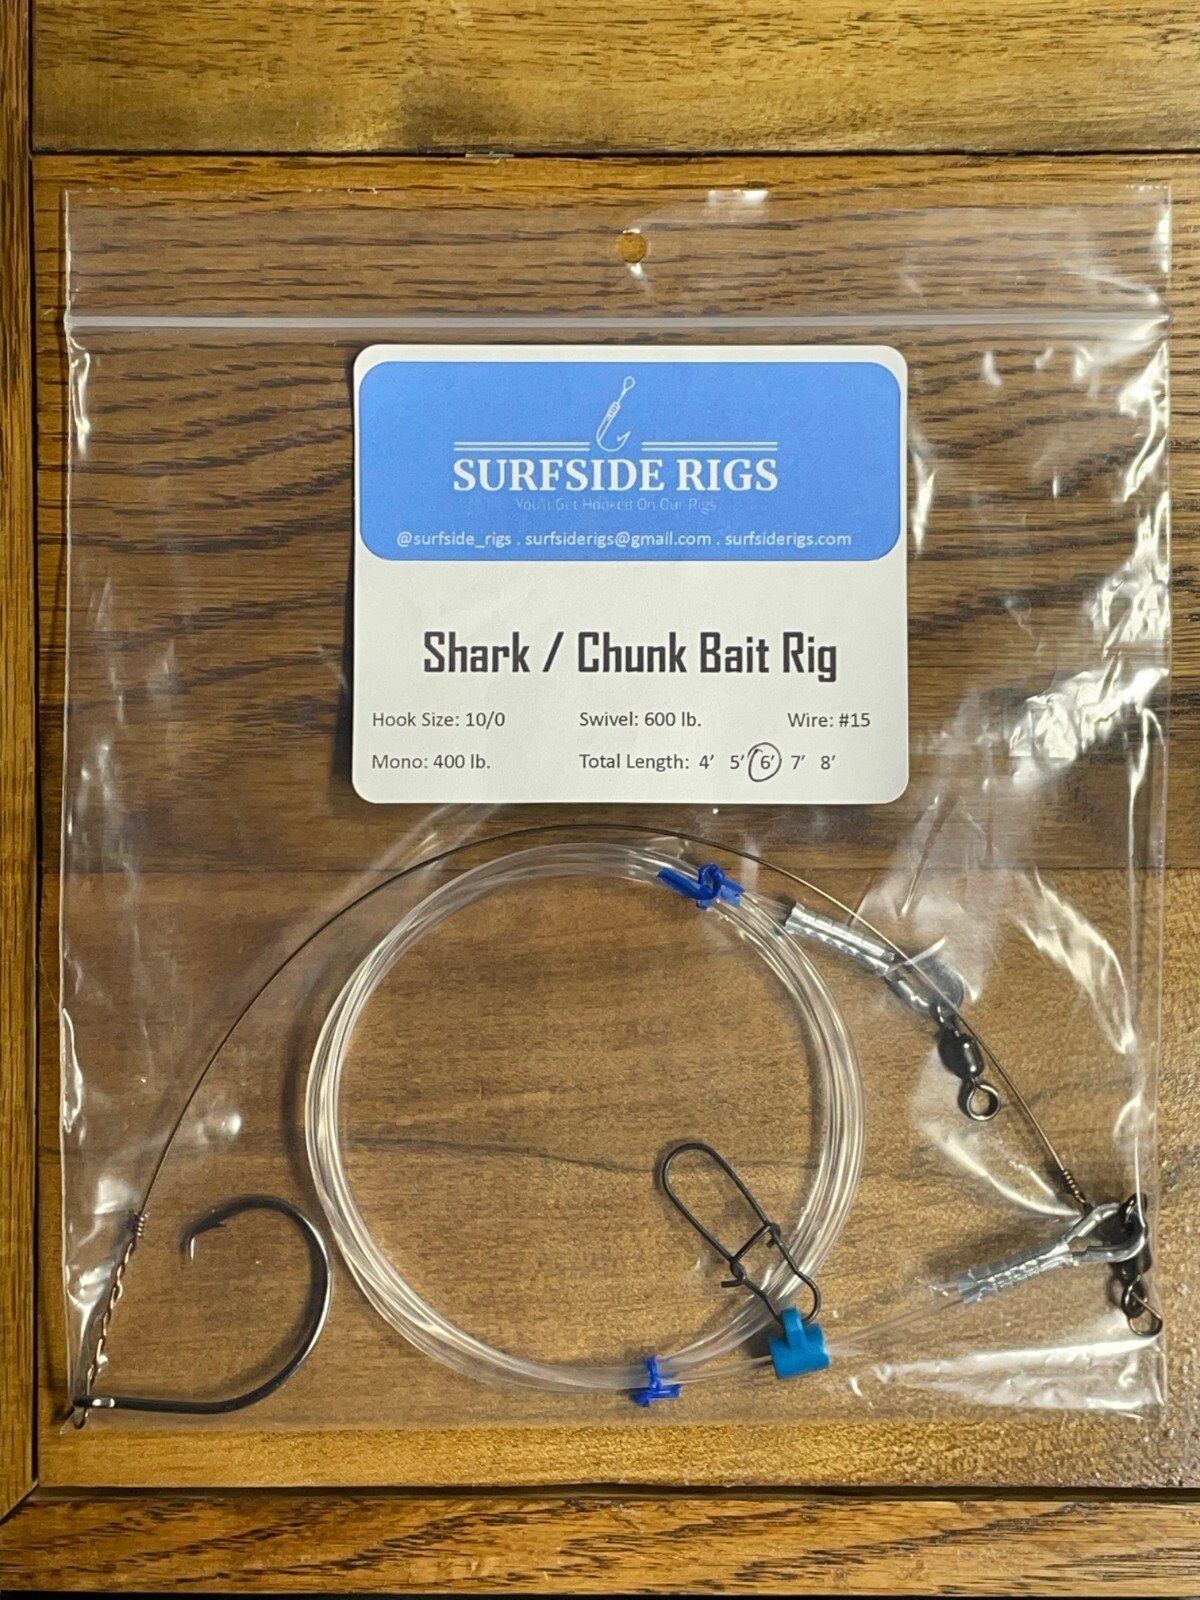 SURFSIDE RIGS
You'll Get Hooked On Our Rigs
@surfside_rigs . surfsiderigs@gmail.com . surfsiderigs.com
Shark / Chunk Bait Rig
Hook Size: 10/0 Swivel: 600 lb. Wire: #15
Mono: 400 lb. Total Length: 4' 5' 6' 7' 8'